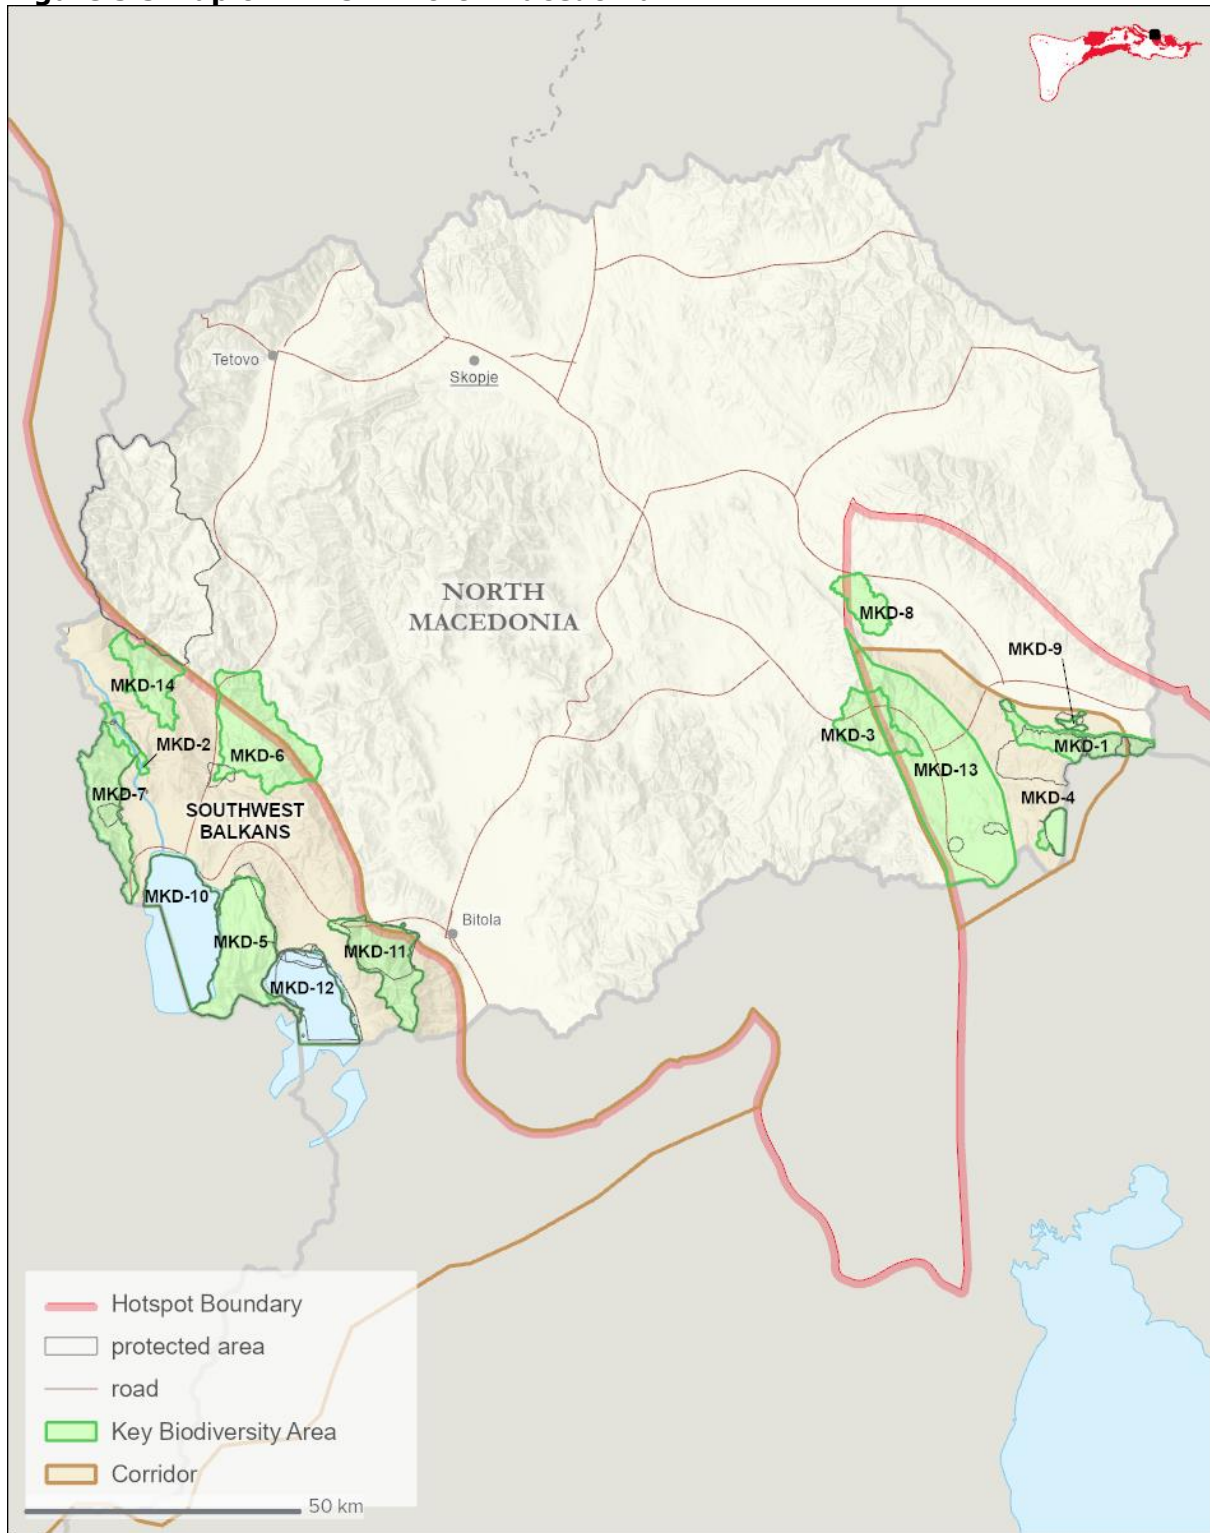 Tetovo
Skopje
NORTH
MACEDONIA
MKD-8
MKD-9
MKD-14
MKD-2
MKD-6
MKD-3
MKD-1
MKD-13
MKD-7
MKD-4
SOUTHWEST
BALKANS
MKD-10
Bitola
MKD-5
MKD-11
MKD-12
Hotspot Boundary
protected area
road
Key Biodiversity Area
Corridor
50 km